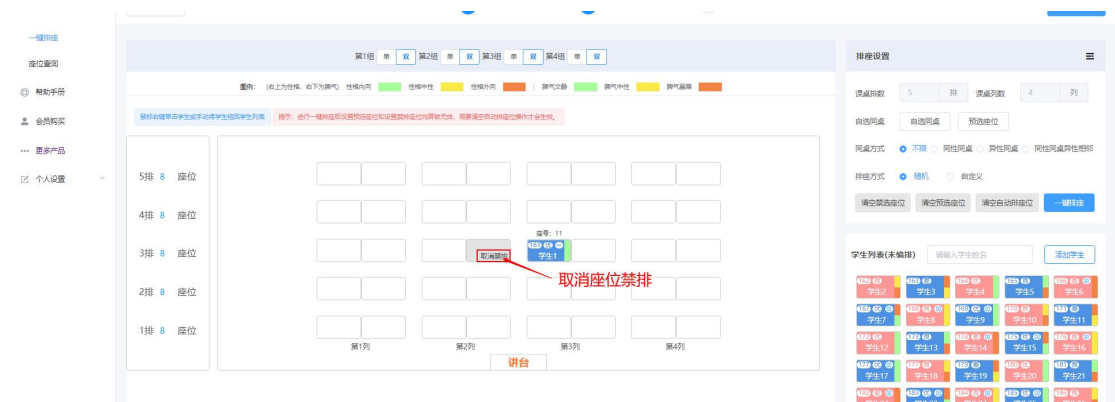 一键排座
座位查询
帮助手册
会员购买
更多产品
个人设置
第1组 单 双 第2组 单 双 第3组 单 双 第4组 单 双
图例: (右上为性格, 右下为脾气) 性格内向 性格中性 性格外向 | 脾气文静 脾气中性 脾气暴躁
鼠标右键单击学生或手动将学生拖回学生列表 提示: 进行一键排座后设置预选座位和设置禁排座位内容皆无效, 需要清空自动排座位操作才会生效。
5排 8 座位
4排 8 座位
座号: 11
161 优 一
3排 8 座位 取消禁排 学生1
取消座位禁排
2排 8 座位
1排 8 座位
第1列 第2列 第3列 第4列
讲台
排座设置
课桌排数 5 排 课桌列数 4 列
自选同桌 自选同桌 预选座位
同桌方式 不限 同性同桌 异性同桌 同性同桌异性相邻
排座方式 随机 自定义
清空禁选座位 清空预选座位 清空自动排座位 一键排座
学生列表(未编排) 请输入学生姓名 添加学生
学生2 学生3 学生4 学生5 学生6
学生7 学生8 学生9 学生10 学生11
学生12 学生13 学生14 学生15 学生16
学生17 学生18 学生19 学生20 学生21